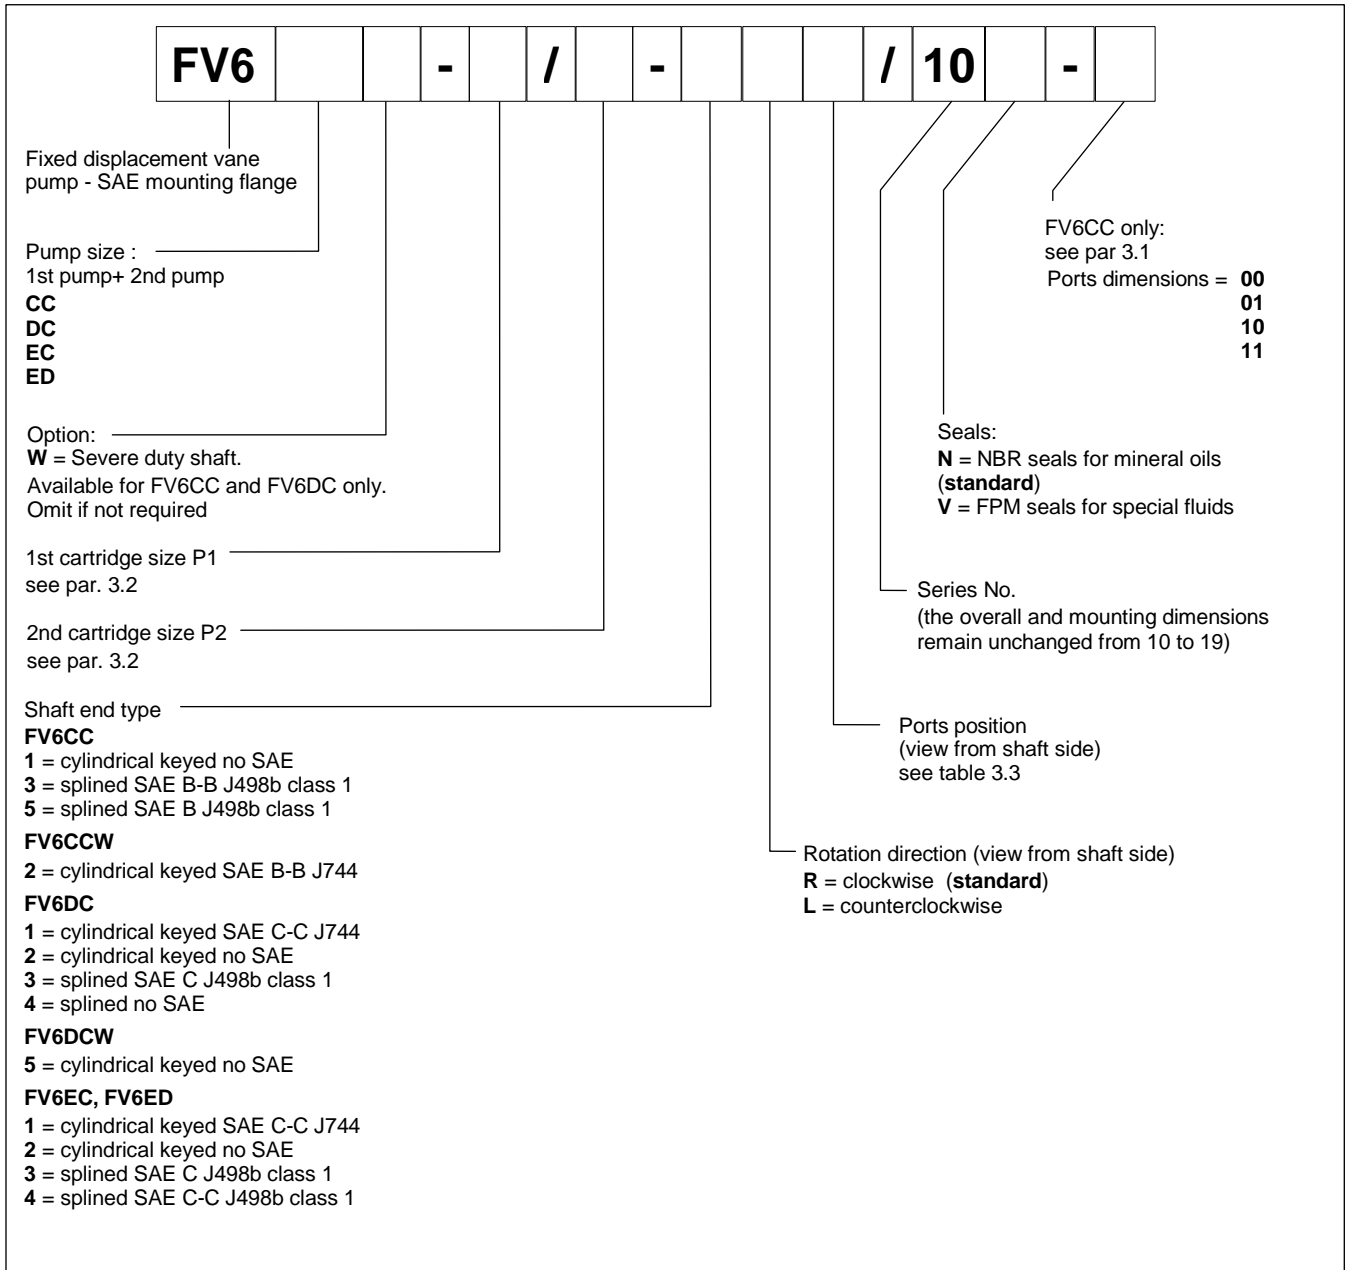 FV6 - / - / 10 -
Fixed displacement vane
pump - SAE mounting flange
Pump size :
1st pump+ 2nd pump
CC
DC
EC
ED
Option:
W = Severe duty shaft.
Available for FV6CC and FV6DC only.
Omit if not required
1st cartridge size P1
see par. 3.2
2nd cartridge size P2
see par. 3.2
Shaft end type
FV6CC
1 = cylindrical keyed no SAE
3 = splined SAE B-B J498b class 1
5 = splined SAE B J498b class 1
FV6CCW
2 = cylindrical keyed SAE B-B J744
FV6DC
1 = cylindrical keyed SAE C-C J744
2 = cylindrical keyed no SAE
3 = splined SAE C J498b class 1
4 = splined no SAE
FV6DCW
5 = cylindrical keyed no SAE
FV6EC, FV6ED
1 = cylindrical keyed SAE C-C J744
2 = cylindrical keyed no SAE
3 = splined SAE C J498b class 1
4 = splined SAE C-C J498b class 1
FV6CC only:
see par 3.1
Ports dimensions = 00
01
10
11
Seals:
N = NBR seals for mineral oils
(standard)
V = FPM seals for special fluids
Series No.
(the overall and mounting dimensions
remain unchanged from 10 to 19)
Ports position
(view from shaft side)
see table 3.3
Rotation direction (view from shaft side)
R = clockwise (standard)
L = counterclockwise